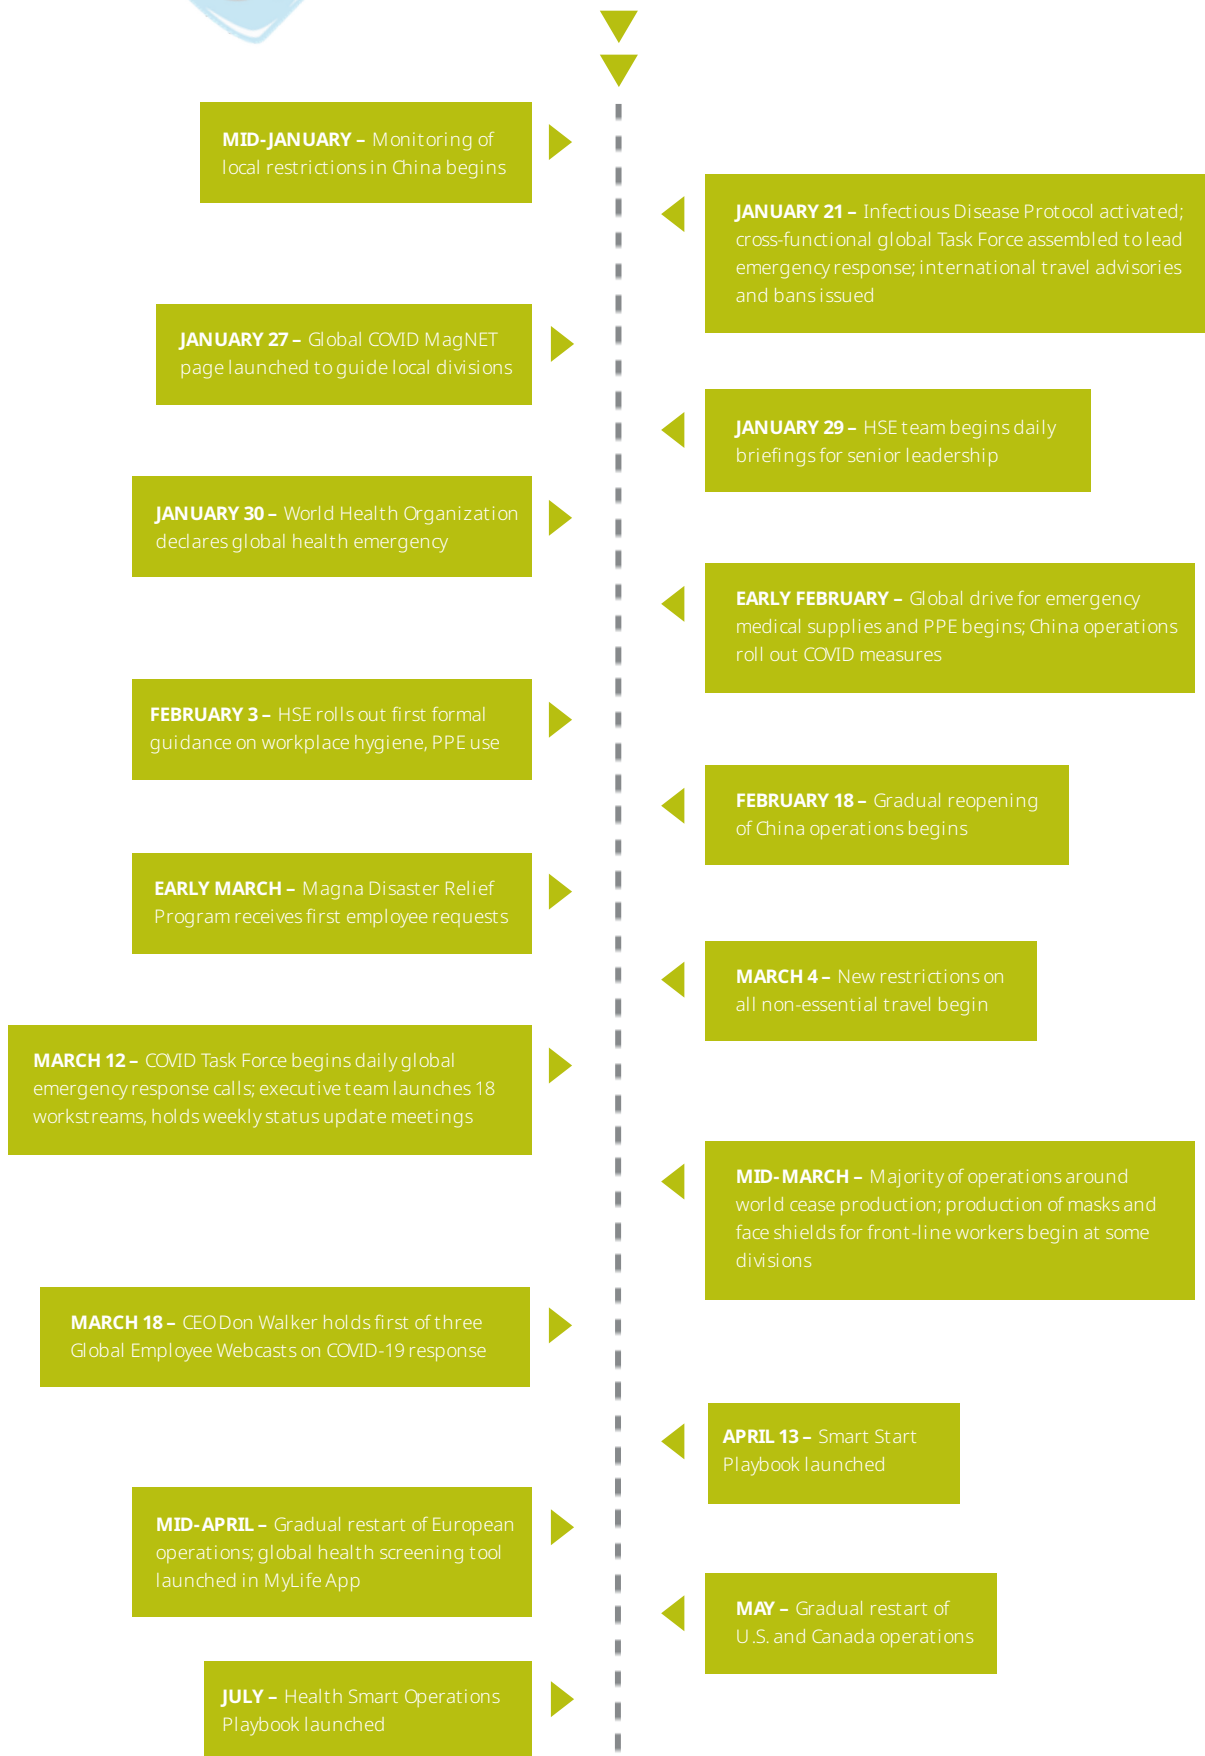 MID-JANUARY – Monitoring of
local restrictions in China begins
JANUARY 21 – Infectious Disease Protocol activated;
cross-functional global Task Force assembled to lead
emergency response; international travel advisories
and bans issued
JANUARY 27 – Global COVID MagNET
page launched to guide local divisions
JANUARY 29 – HSE team begins daily
briefings for senior leadership
JANUARY 30 – World Health Organization
declares global health emergency
EARLY FEBRUARY – Global drive for emergency
medical supplies and PPE begins; China operations
roll out COVID measures
FEBRUARY 3 – HSE rolls out first formal
guidance on workplace hygiene, PPE use
FEBRUARY 18 – Gradual reopening
of China operations begins
EARLY MARCH – Magna Disaster Relief
Program receives first employee requests
MARCH 4 – New restrictions on
all non-essential travel begin
MARCH 12 – COVID Task Force begins daily global
emergency response calls; executive team launches 18
workstreams, holds weekly status update meetings
MID-MARCH – Majority of operations around
world cease production; production of masks and
face shields for front-line workers begin at some
divisions
MARCH 18 – CEO Don Walker holds first of three
Global Employee Webcasts on COVID-19 response
APRIL 13 – Smart Start
Playbook launched
MID-APRIL – Gradual restart of European
operations; global health screening tool
launched in MyLife App
MAY – Gradual restart of
U.S. and Canada operations
JULY – Health Smart Operations
Playbook launched